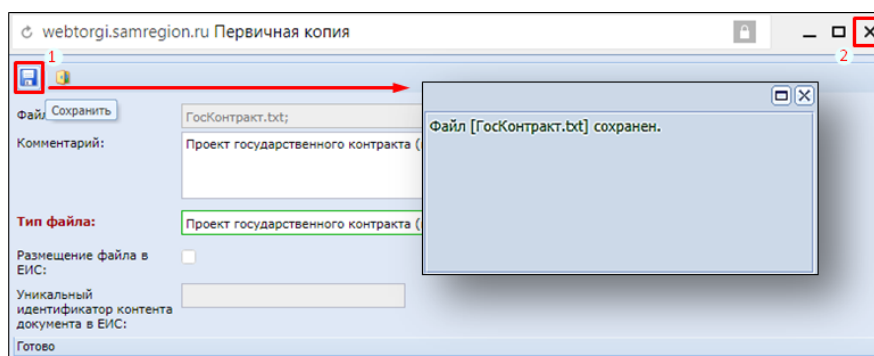 webtorgi.samregion.ru Первичная копия
1
2
Сохранить
Файл
ГосКонтракт.txt;
Файл [ГосКонтракт.txt] сохранен.
Комментарий:
Проект государственного контракта (
Тип файла:
Проект государственного контракта (
Размещение файла в
ЕИС:
Уникальный
идентификатор контента
документа в ЕИС:
Готово